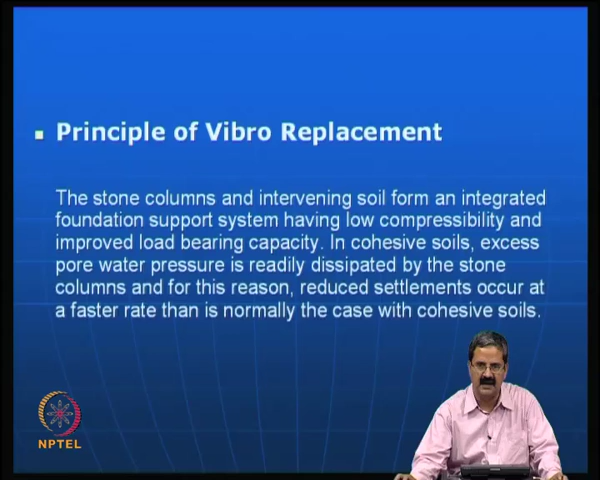 Principle of Vibro Replacement
The stone columns and intervening soil form an integrated
foundation support system having low compressibility and
improved load bearing capacity. In cohesive soils, excess
pore water pressure is readily dissipated by the stone
columns and for this reason, reduced settlements occur at
a faster rate than is normally the case with cohesive soils.
NPTEL